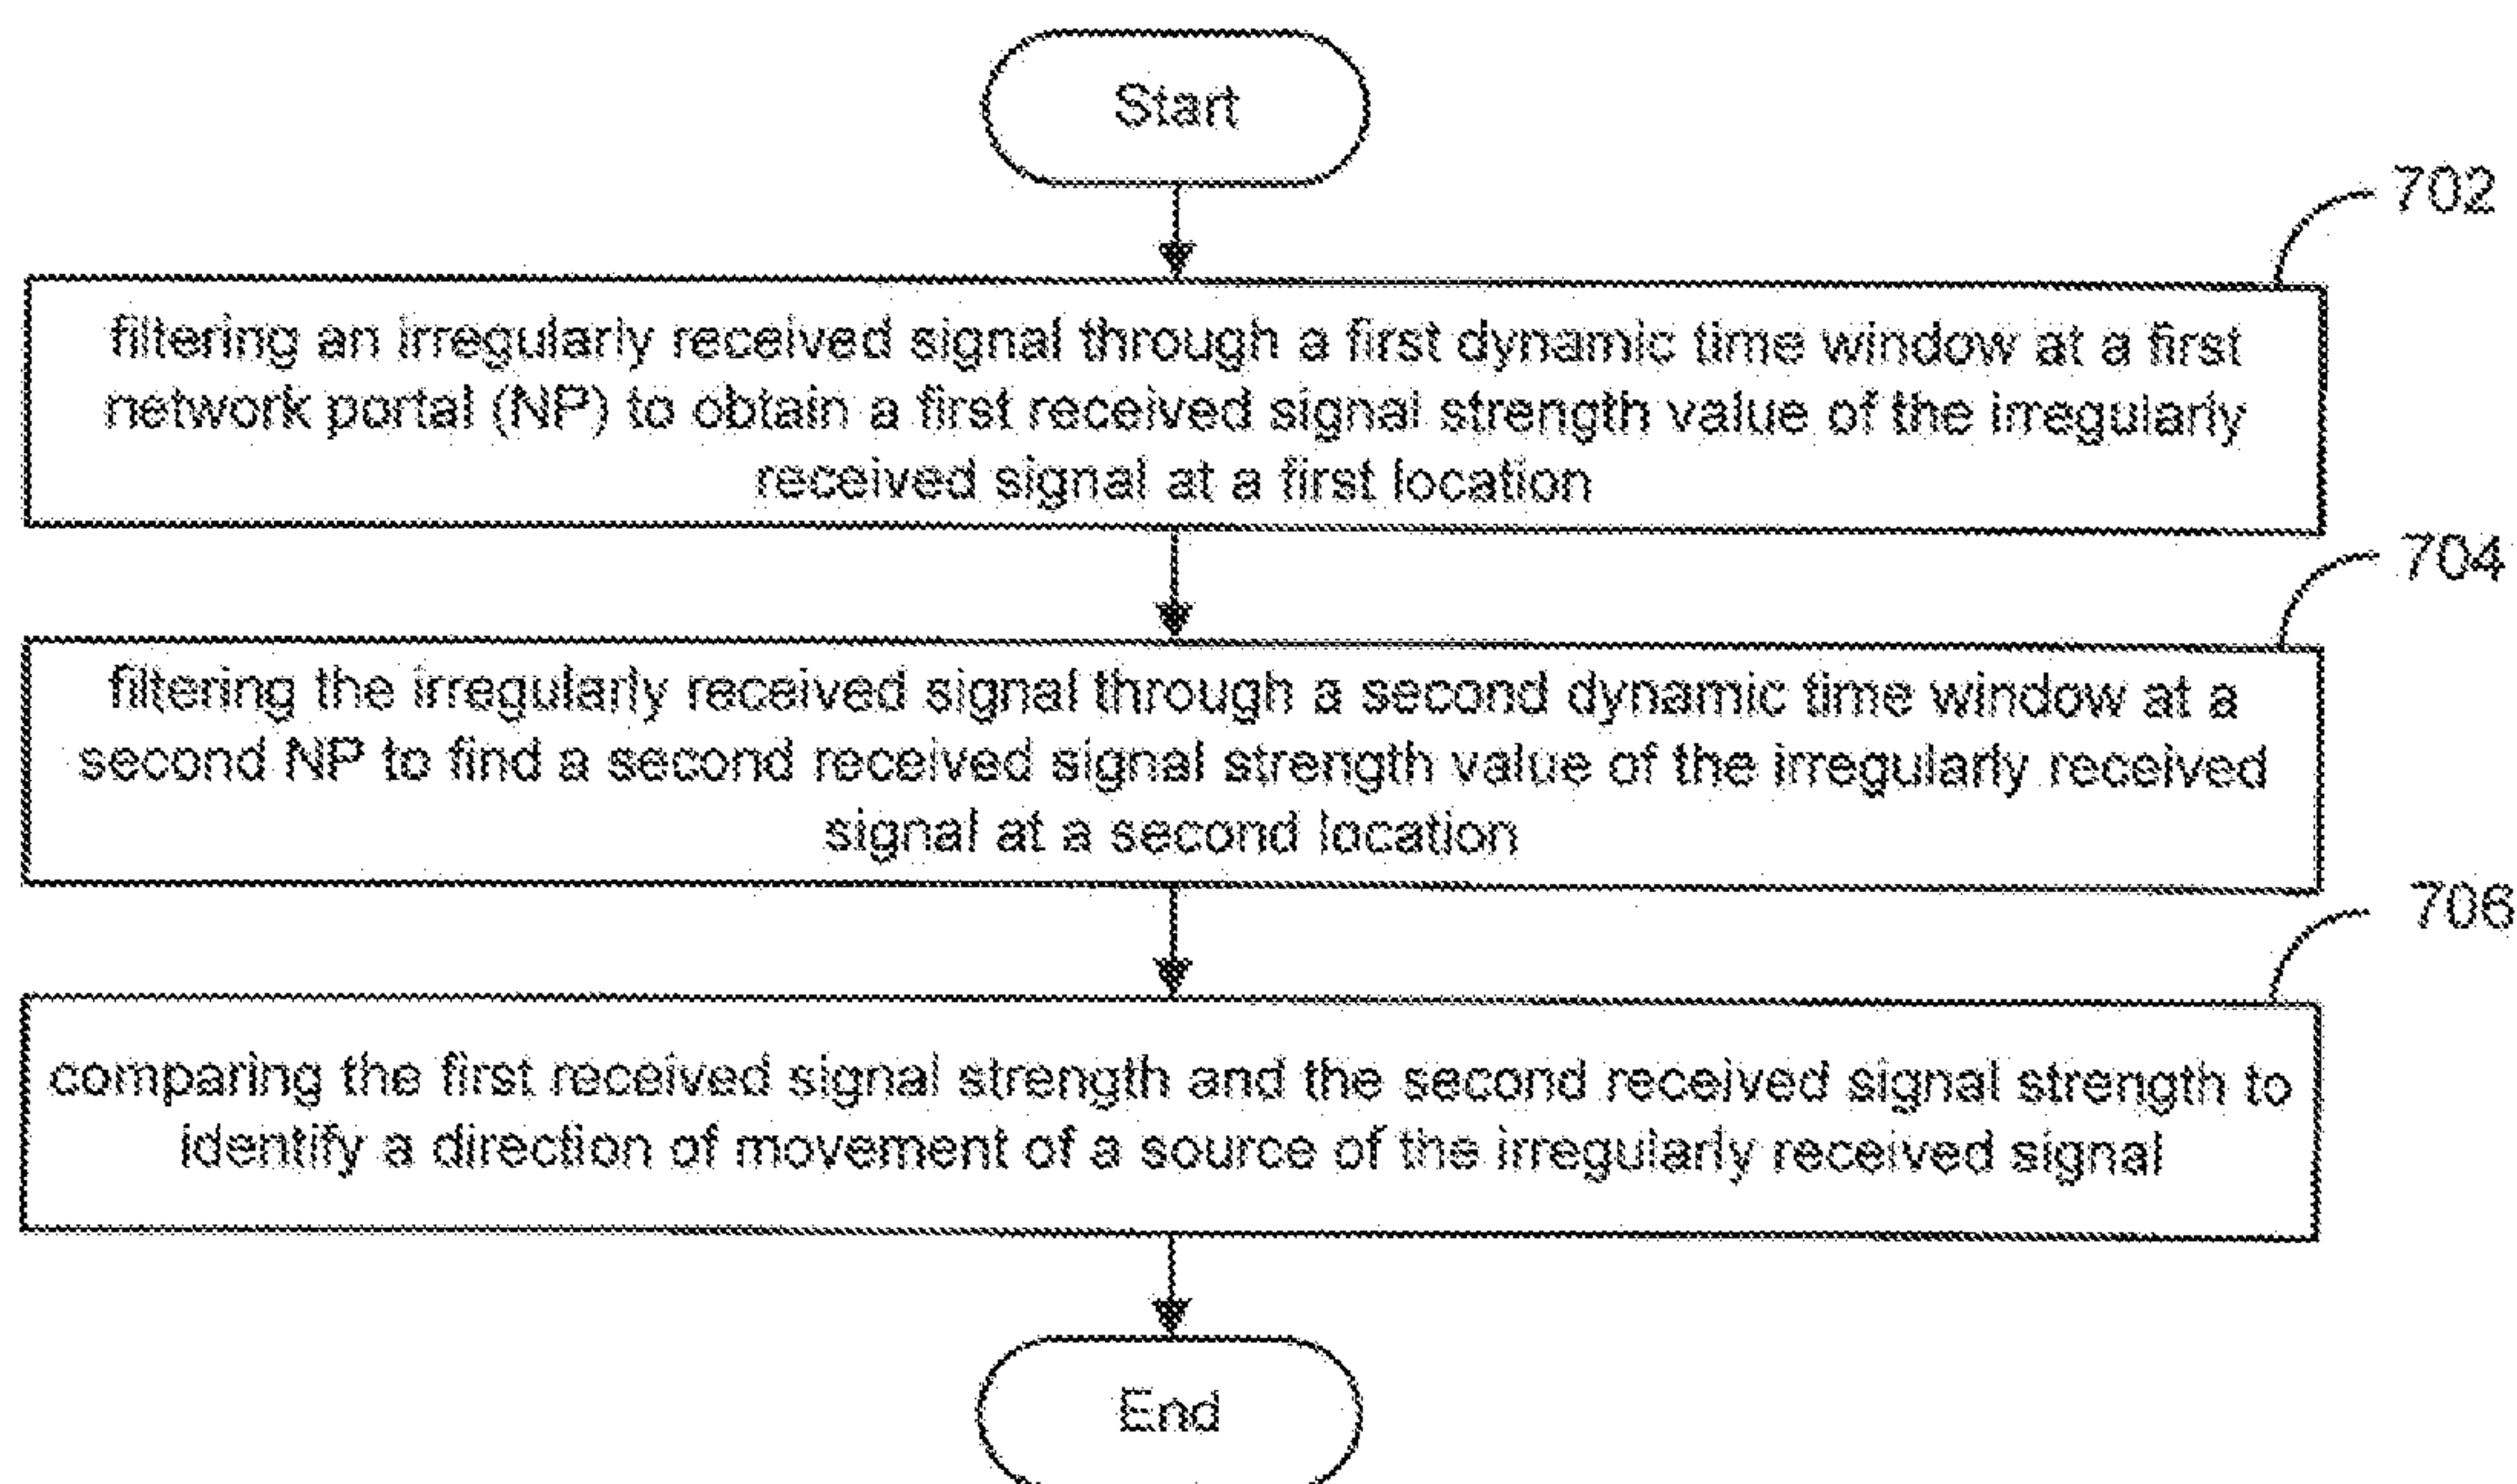 Start
702
filtering an irregularly received signal through a first dynamic time window at a first
network portal (NP) to obtain a first received signal strength value of the irregularly
received signal at a first location
704
filtering the irregularly received signal through a second dynamic time window at a
second NP to find a second received signal strength value of the irregularly received
signal at a second location
706
comparing the first received signal strength and the second received signal strength to
identify a direction of movement of a source of the irregularly received signal
End